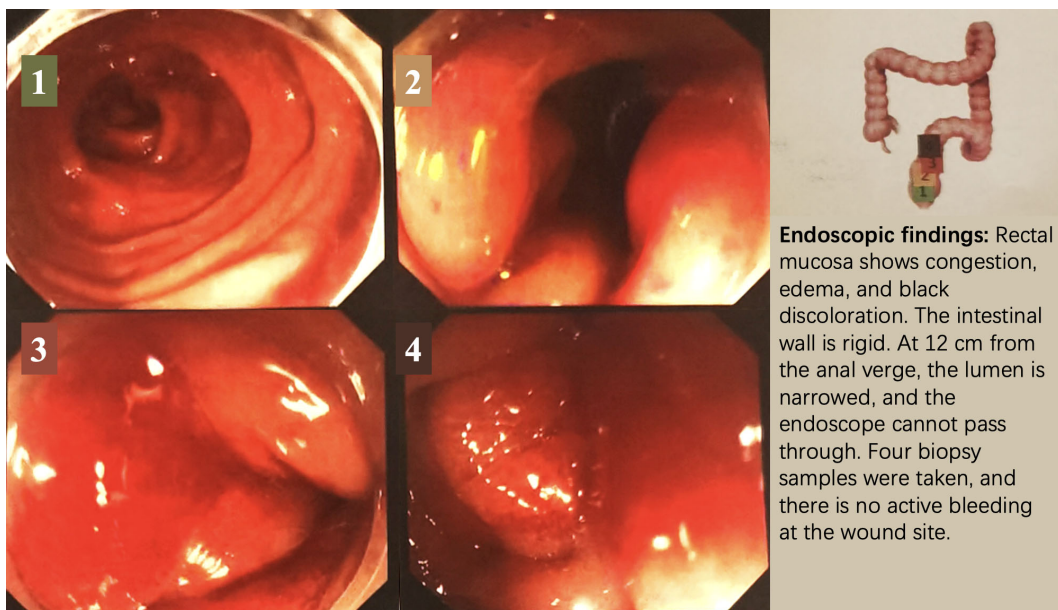 1
2
3
4
2
1
Endoscopic findings: Rectal
mucosa shows congestion,
edema, and black
discoloration. The intestinal
wall is rigid. At 12 cm from
the anal verge, the lumen is
narrowed, and the
endoscope cannot pass
through. Four biopsy
samples were taken, and
there is no active bleeding
at the wound site.